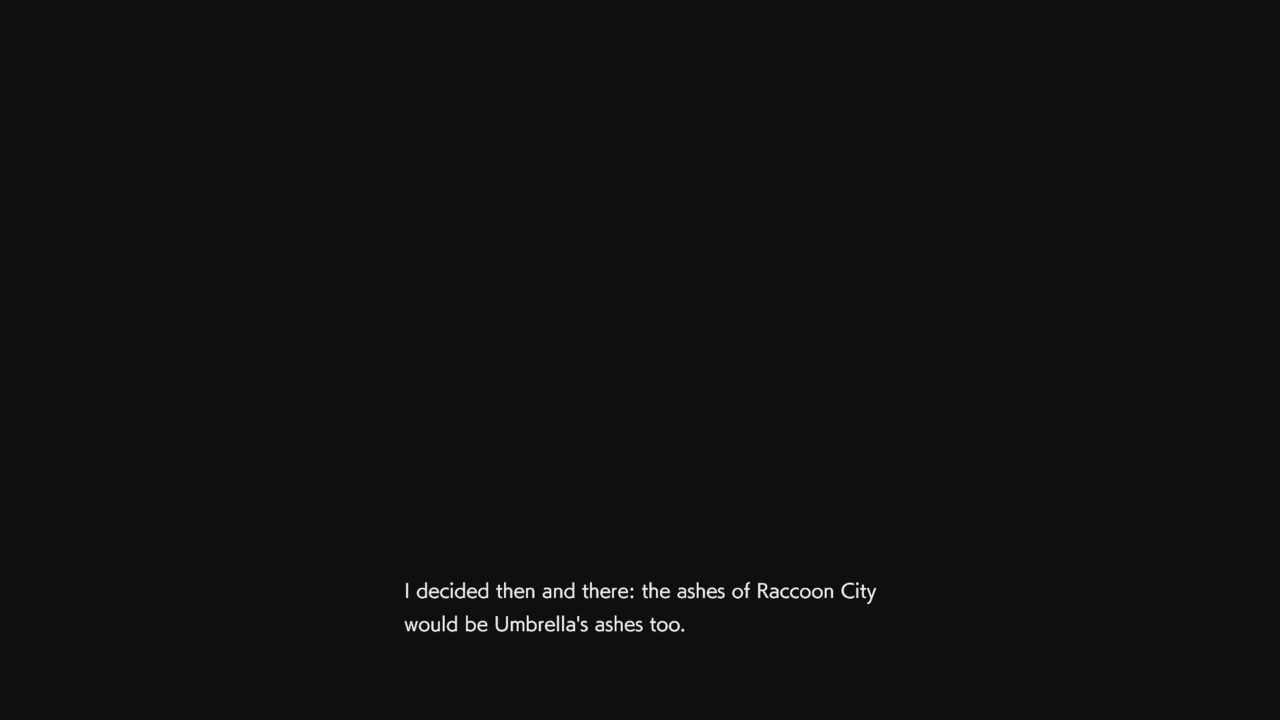 I decided then and there: the ashes of Raccoon City
would be Umbrella's ashes too.